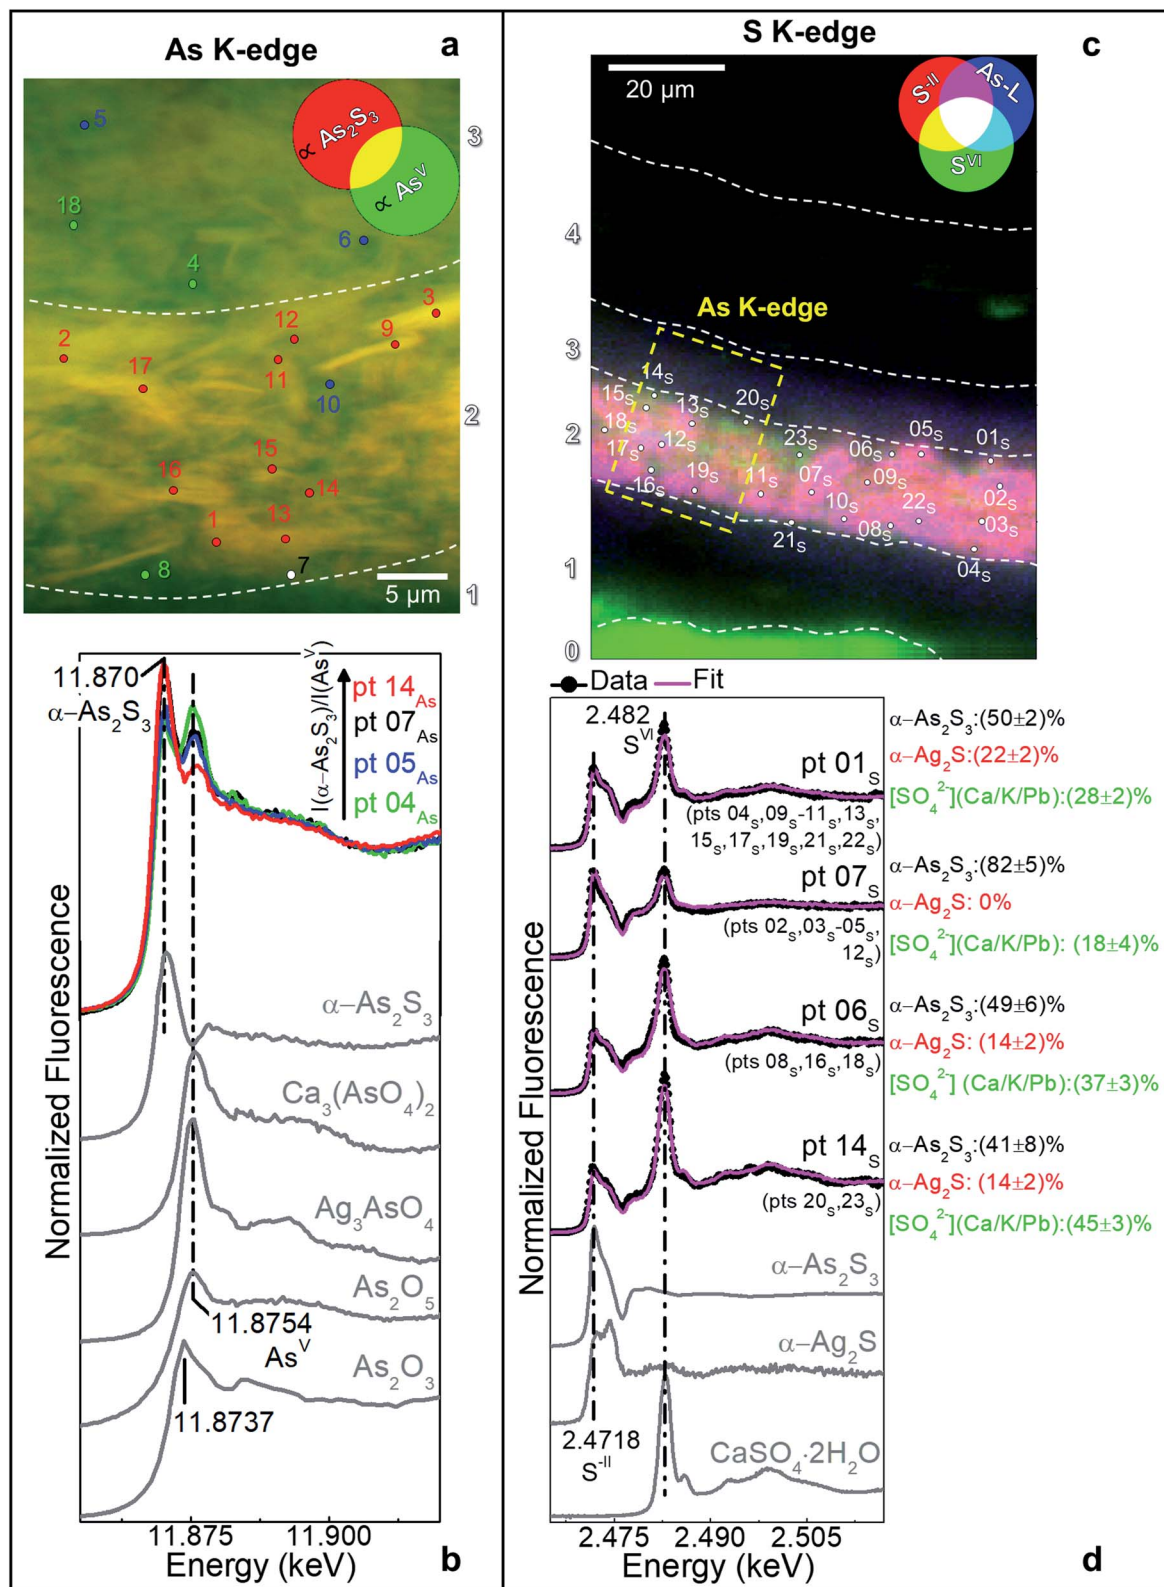 As K-edge
a
∝ As₂S₃
∝ Asⱽ
5
3
18
6
4
3
12
9
2
11
17
10
2
15
16
14
13
1
8
7
5 µm
1
S K-edge
c
20 µm
S⁻ᴵᴵ
As-L
Sⱽᴵ
4
As K-edge
3
14ₛ
15ₛ
13ₛ
20ₛ
18ₛ
2
23ₛ
06ₛ
05ₛ
01ₛ
17ₛ
12ₛ
16ₛ
19ₛ
11ₛ
07ₛ
09ₛ
10ₛ
22ₛ
02ₛ
08ₛ
03ₛ
21ₛ
04ₛ
1
0
11.870
α−As₂S₃
I(α−As₂S₃)/I(Asⱽ)
pt 14As
pt 07As
pt 05As
pt 04As
α−As₂S₃
Ca₃(AsO₄)₂
Ag₃AsO₄
As₂O₅
11.8754
Asⱽ
As₂O₃
11.8737
Normalized Fluorescence
11.875
11.900
Energy (keV)
b
Data
Fit
2.482
Sⱽᴵ
pt 01ₛ
(pts 04ₛ,09ₛ-11ₛ,13ₛ,
15ₛ,17ₛ,19ₛ,21ₛ,22ₛ)
α−As₂S₃:(50±2)%
α−Ag₂S:(22±2)%
[SO₄²⁻](Ca/K/Pb):(28±2)%
pt 07ₛ
(pts 02ₛ,03ₛ-05ₛ,
12ₛ)
α−As₂S₃:(82±5)%
α−Ag₂S: 0%
[SO₄²⁻](Ca/K/Pb): (18±4)%
pt 06ₛ
(pts 08ₛ,16ₛ,18ₛ)
α−As₂S₃:(49±6)%
α−Ag₂S: (14±2)%
[SO₄²⁻] (Ca/K/Pb):(37±3)%
pt 14ₛ
(pts 20ₛ,23ₛ)
α−As₂S₃:(41±8)%
α−Ag₂S: (14±2)%
[SO₄²⁻](Ca/K/Pb):(45±3)%
α−As₂S₃
α−Ag₂S
2.4718
S⁻ᴵᴵ
CaSO₄·2H₂O
Normalized Fluorescence
2.475
2.490
2.505
Energy (keV)
d